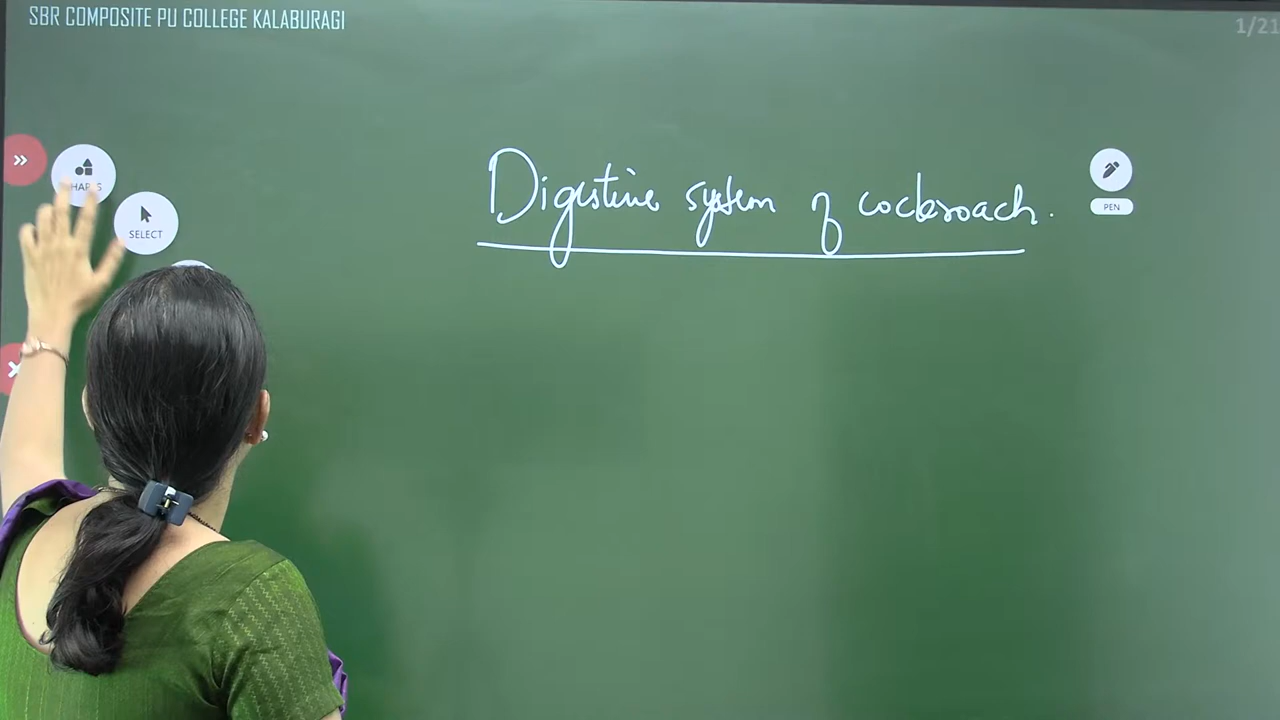 SBR COMPOSITE PU COLLEGE KALABURAGI
1/21
SELECT
Digestive system of cockroach.
PEN